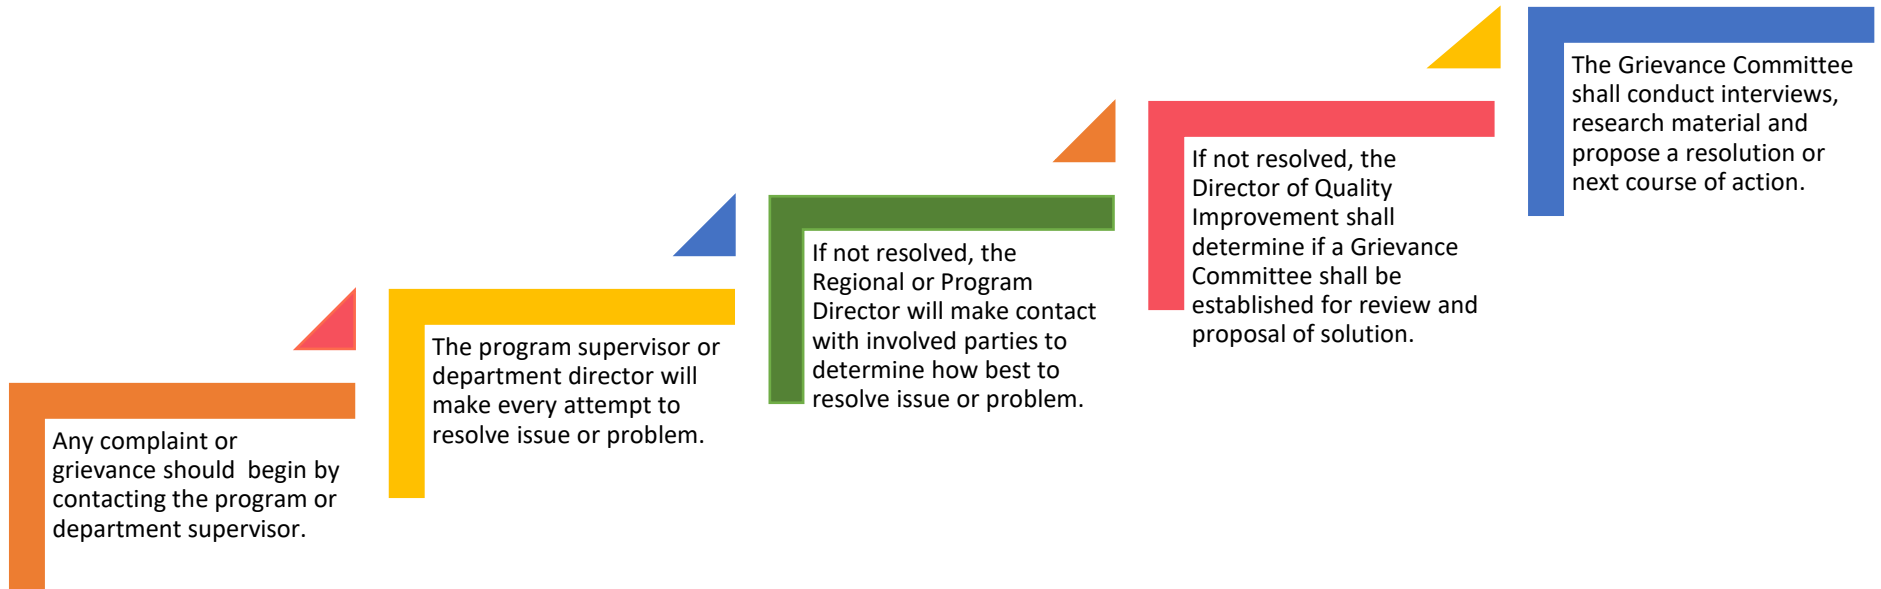 Any complaint or
grievance should  begin by
contacting the program or
department supervisor.
The program supervisor or
department director will
make every attempt to
resolve issue or problem.
If not resolved, the
Regional or Program
Director will make contact
with involved parties to
determine how best to
resolve issue or problem.
If not resolved, the
Director of Quality
Improvement shall
determine if a Grievance
Committee shall be
established for review and
proposal of solution.
The Grievance Committee
shall conduct interviews,
research material and
propose a resolution or
next course of action.